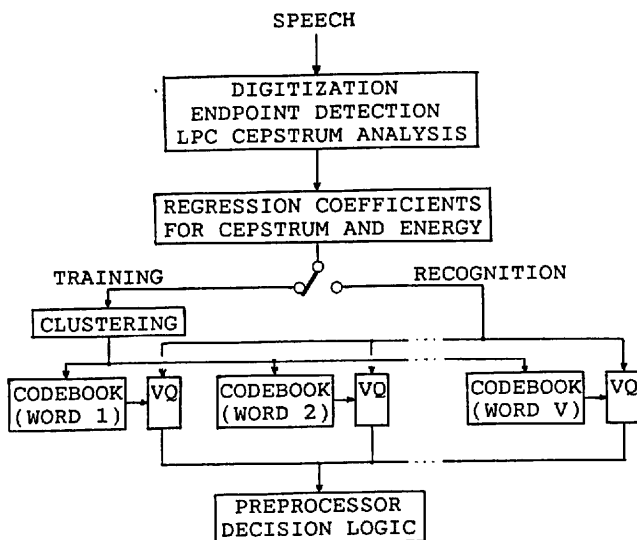 SPEECH
DIGITIZATION
ENDPOINT DETECTION
LPC CEPSTRUM ANALYSIS
REGRESSION COEFFICIENTS
FOR CEPSTRUM AND ENERGY
TRAINING
RECOGNITION
CLUSTERING
CODEBOOK
(WORD 1)
VQ
CODEBOOK
(WORD 2)
VQ
CODEBOOK
(WORD V)
VQ
PREPROCESSOR
DECISION LOGIC